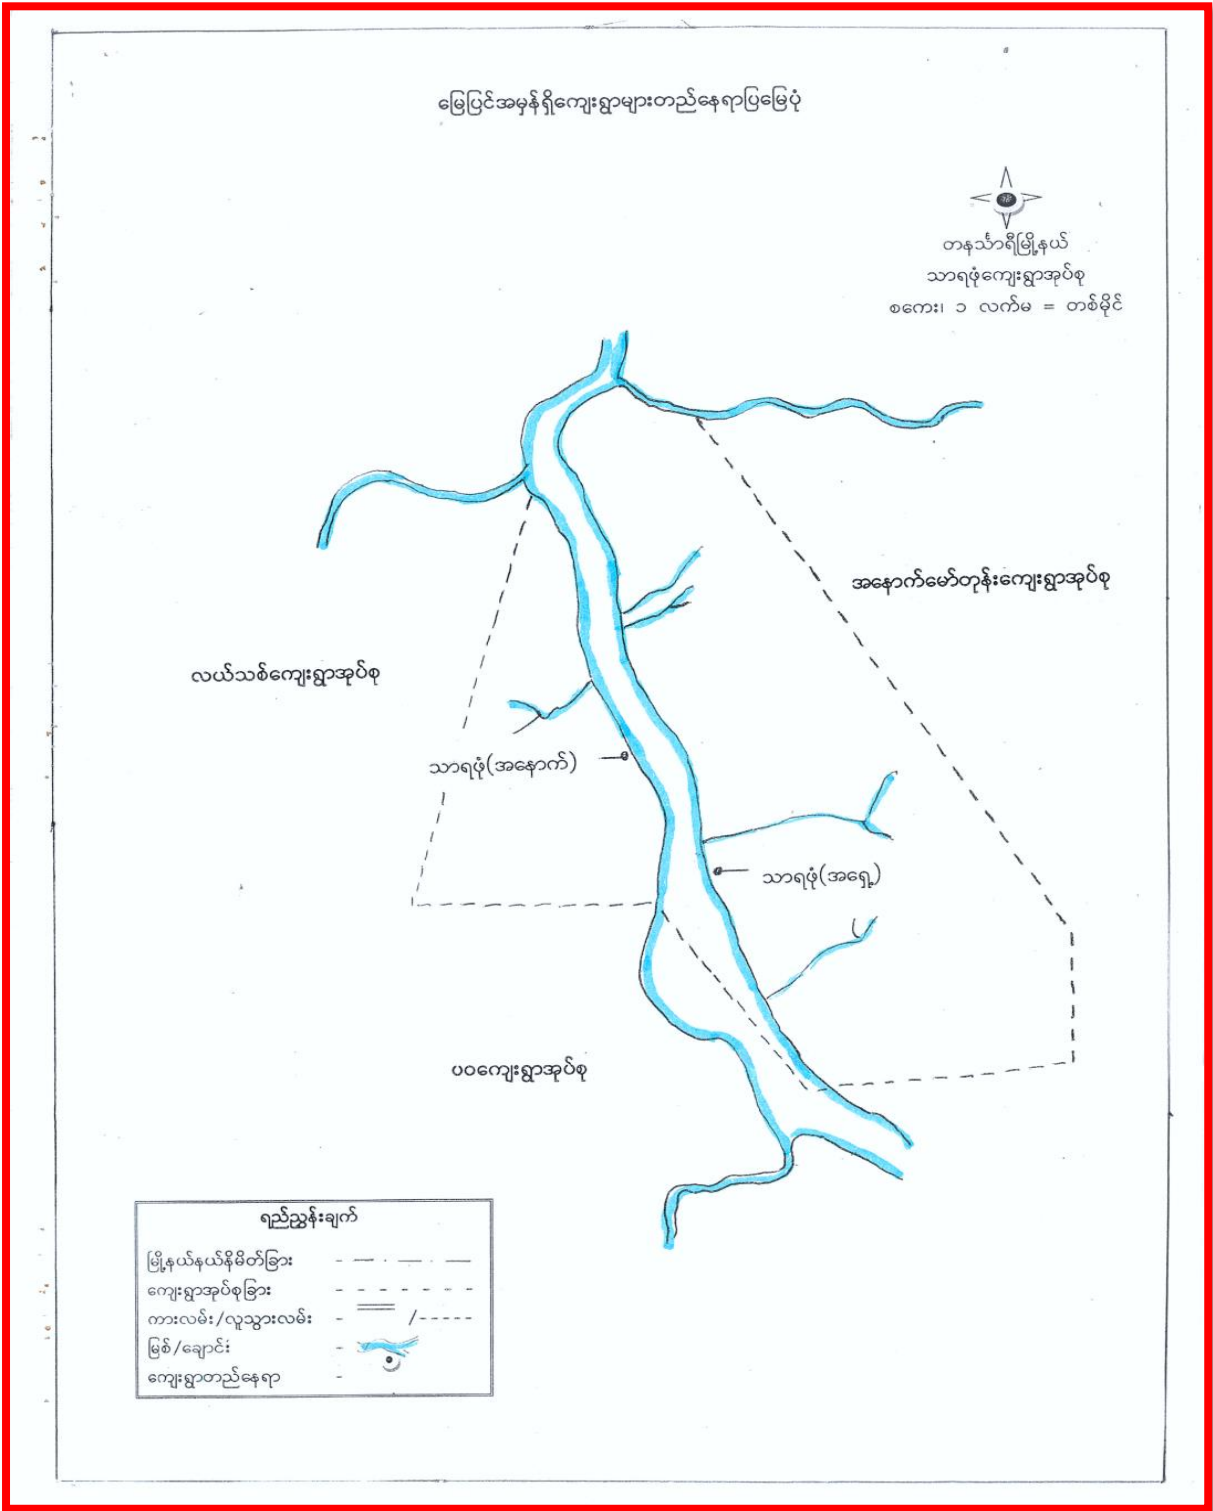 မြေပြင်အမှန်ရှိကျေးရွာများတည်နေရာပြမြေပုံ
တနင်္သာရီမြို့နယ်
သာရဖုံကျေးရွာအုပ်စု
စကေး၊ ၁ လက်မ = တစ်မိုင်
အနောက်မော်တုန်းကျေးရွာအုပ်စု
လယ်သစ်ကျေးရွာအုပ်စု
သာရဖုံ(အနောက်)
သာရဖုံ(အရှေ့)
ပဝကျေးရွာအုပ်စု
ရည်ညွှန်းချက်
မြို့နယ်နယ်နိမိတ်ခြား
ကျေးရွာအုပ်စုခြား
ကားလမ်း/လူသွားလမ်း
မြစ်/ချောင်း
ကျေးရွာတည်နေရာ